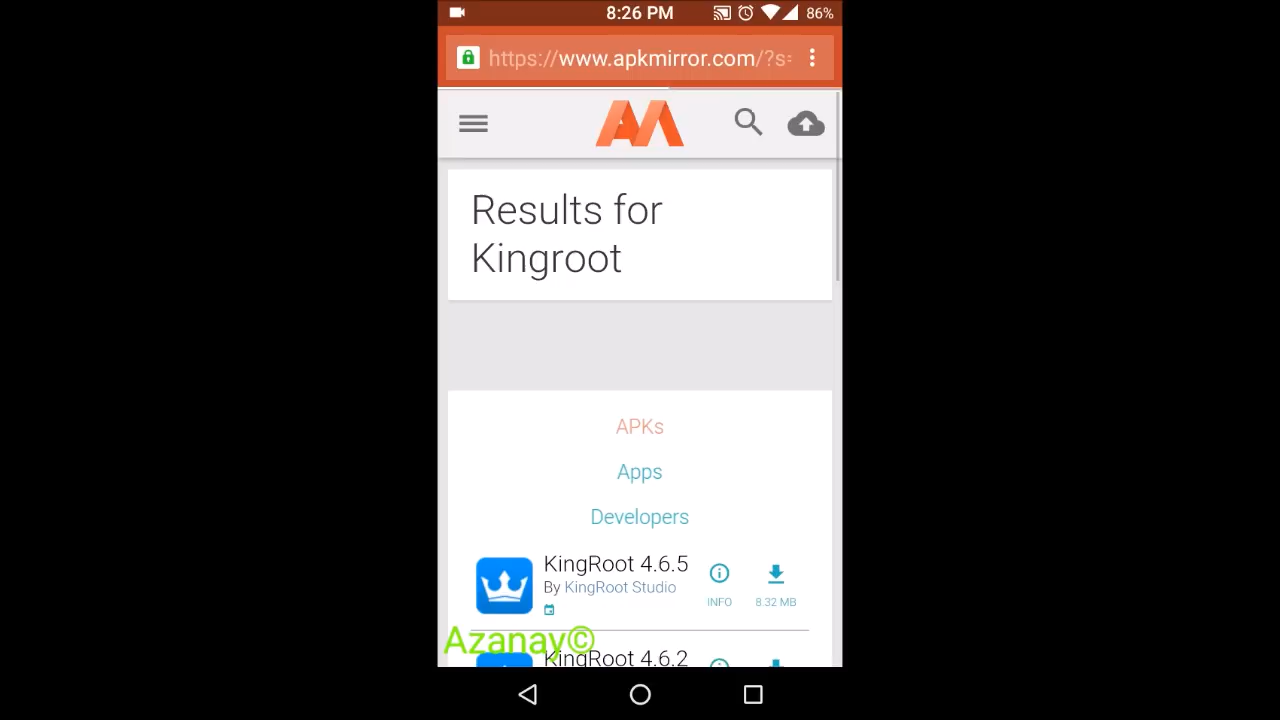 8:26 PM
86%
https://www.apkmirror.com/?s=
Results for
Kingroot
APKs
Apps
Developers
KingRoot 4.6.5
By KingRoot Studio
INFO
8.32 MB
Azanay©
KingRoot 4.6.2